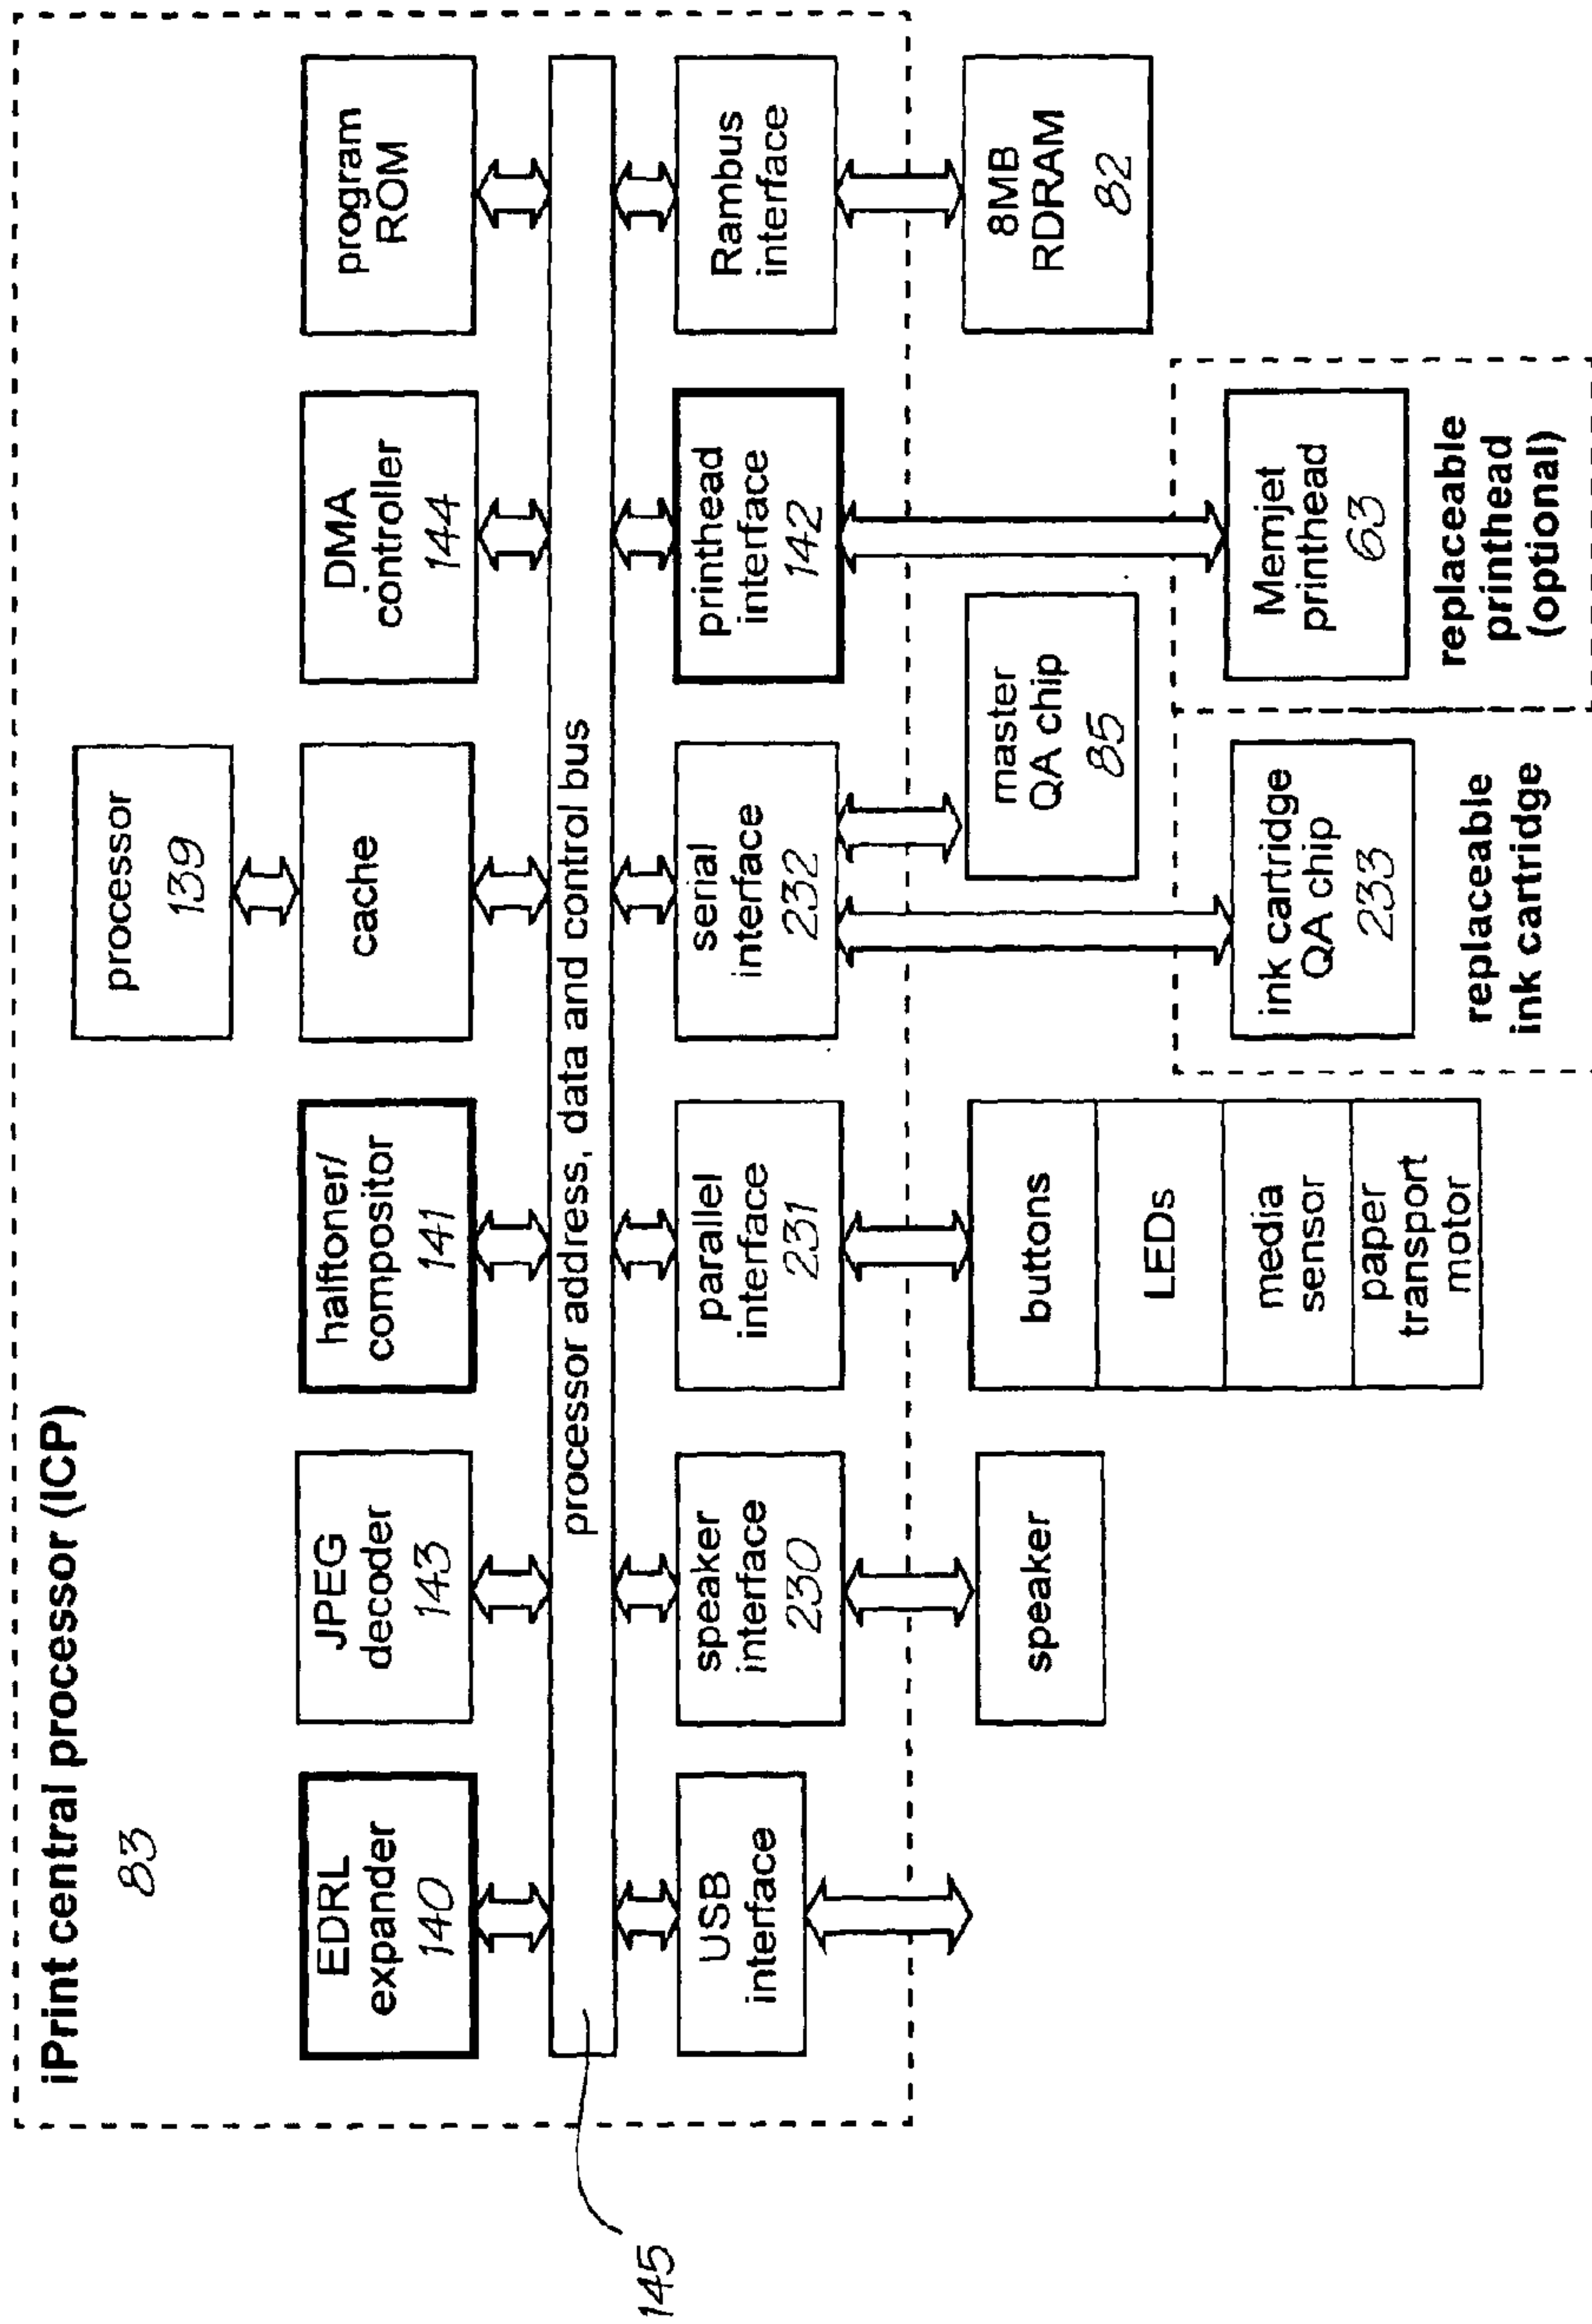 iPrint central processor (ICP)
83
processor
139
EDRL
expander
140
JPEG
decoder
143
halftoner/
compositor
141
cache
DMA
controller
144
program
ROM
processor address, data and control bus
145
USB
interface
speaker
interface
230
parallel
interface
231
serial
interface
232
printhead
interface
142
Rambus
interface
speaker
buttons
LEDs
media
sensor
paper
transport
motor
master
QA chip
85
8MB
RDRAM
82
ink cartridge
QA chip
233
replaceable
ink cartridge
Memjet
printhead
63
replaceable
printhead
(optional)